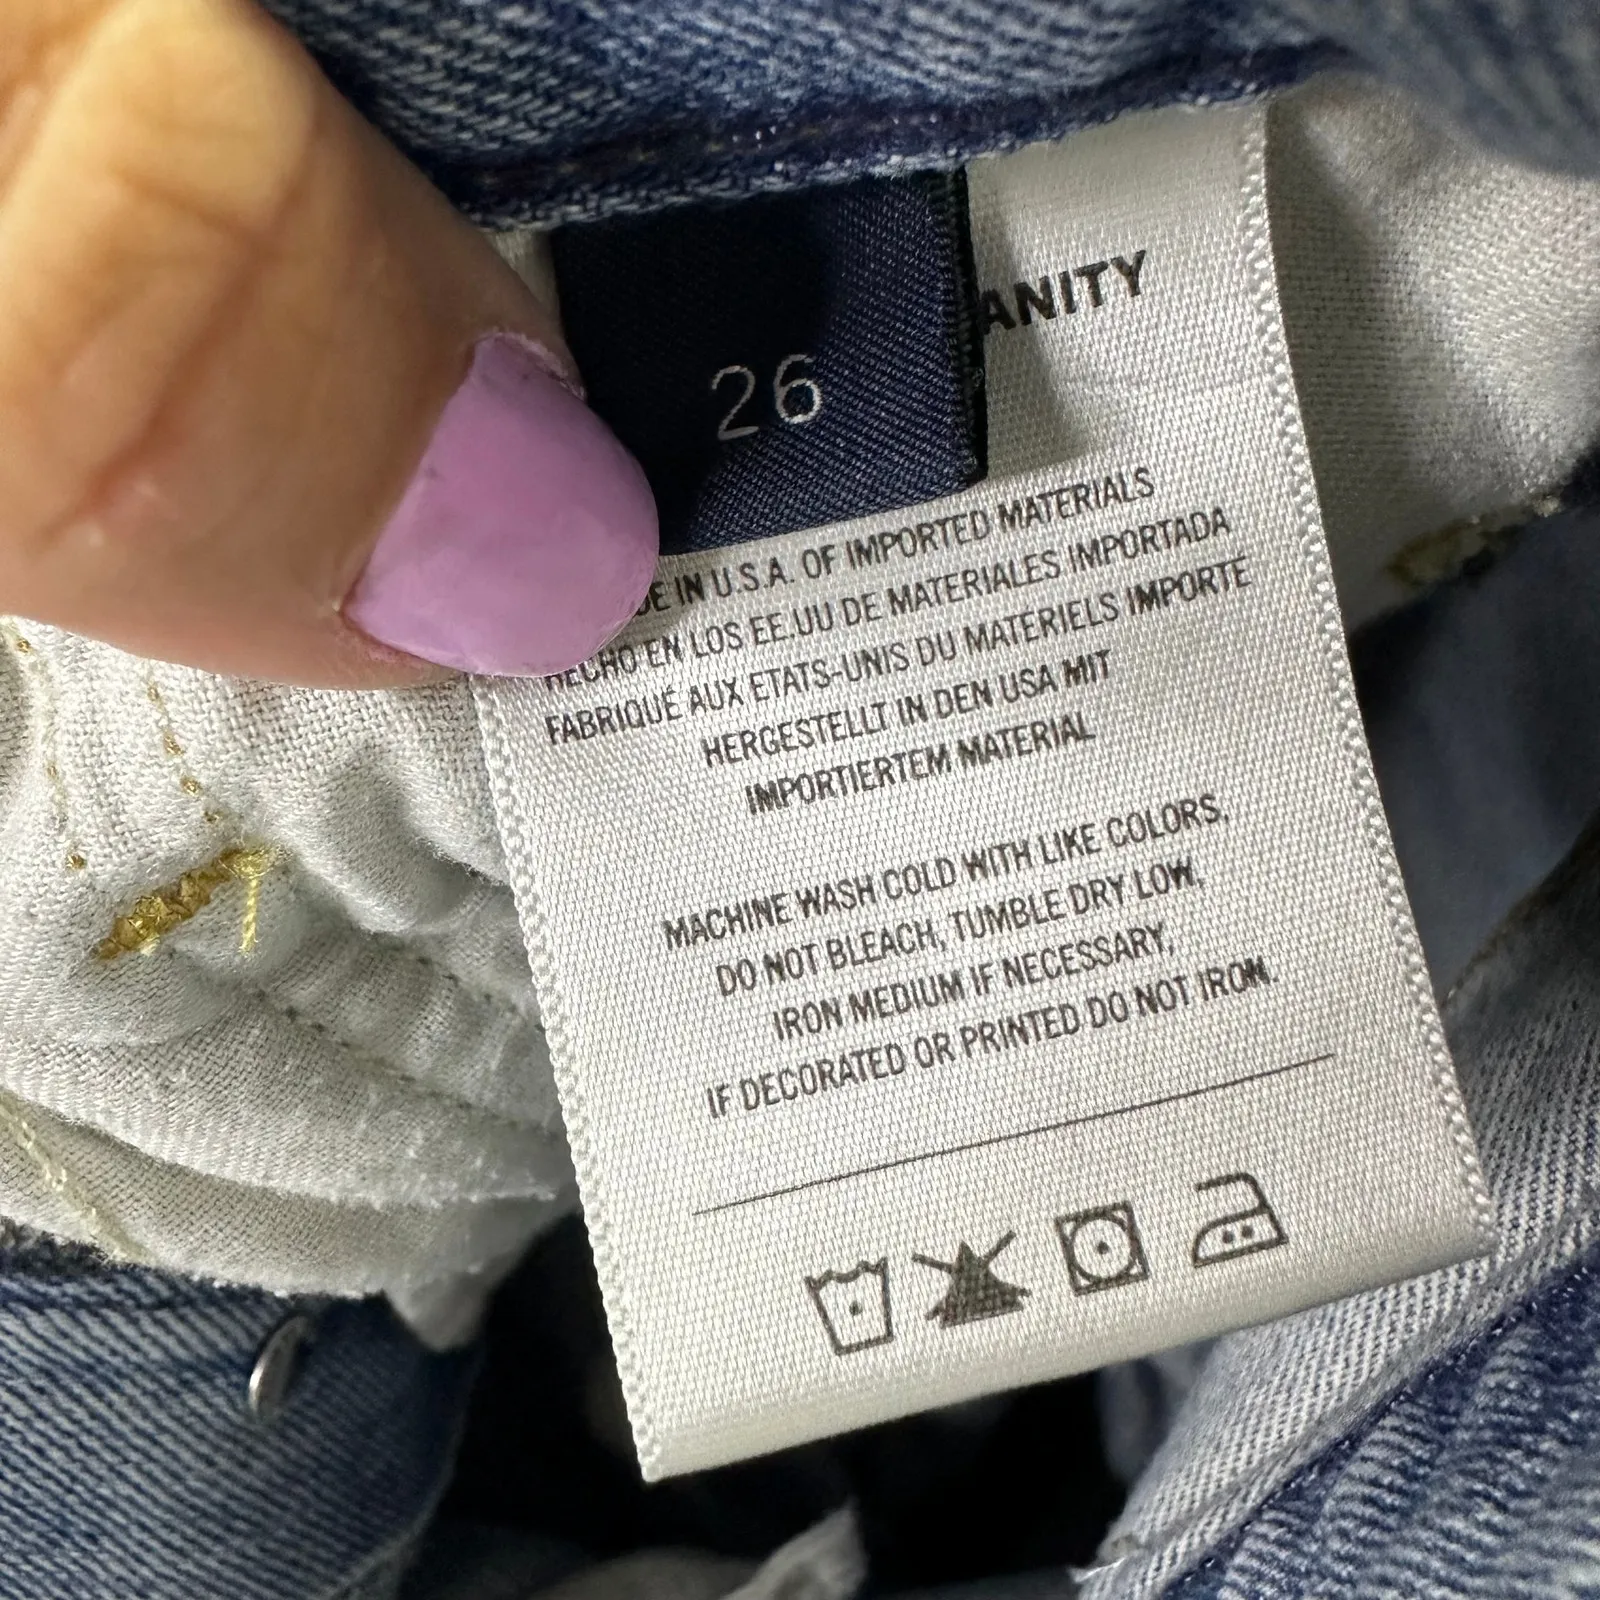 26
ANITY
DE IN U.S.A. OF IMPORTED MATERIALS
HECHO EN LOS EE.UU DE MATERIALES IMPORTADA
FABRIQUÉ AUX ETATS-UNIS DU MATERIELS IMPORTE
HERGESTELLT IN DEN USA MIT
IMPORTIERTEM MATERIAL
MACHINE WASH COLD WITH LIKE COLORS,
DO NOT BLEACH, TUMBLE DRY LOW,
IRON MEDIUM IF NECESSARY,
IF DECORATED OR PRINTED DO NOT IRON.